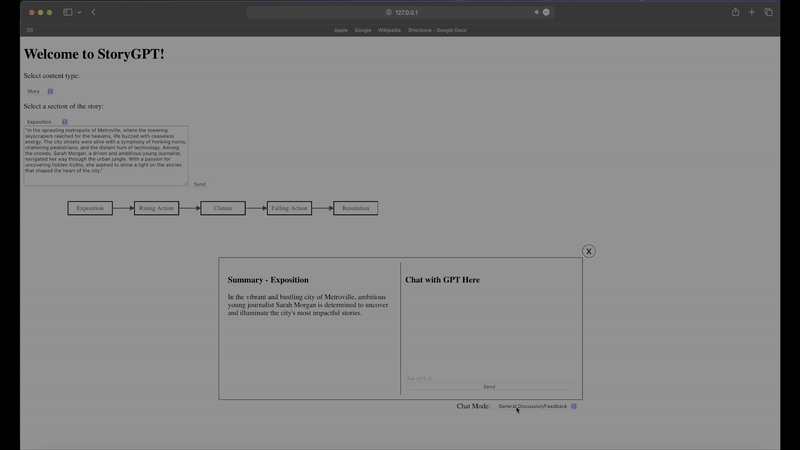 127.0.0.1
Apple Google Wikipedia 3Horizons - Google Docs
Welcome to StoryGPT!
Select content type:
Story
Select a section of the story:
Exposition
"In the sprawling metropolis of Metroville, where the towering
skyscrapers reached for the heavens, life buzzed with ceaseless
energy. The city streets were alive with a symphony of honking horns,
chattering pedestrians, and the distant hum of technology. Among
the crowds, Sarah Morgan, a driven and ambitious young journalist,
navigated her way through the urban jungle. With a passion for
uncovering hidden truths, she aspired to shine a light on the stories
that shaped the heart of the city."
Send
Exposition Rising Action Climax Falling Action Resolution
X
Summary - Exposition
In the vibrant and bustling city of Metroville, ambitious
young journalist Sarah Morgan is determined to uncover
and illuminate the city's most impactful stories.
Chat with GPT Here
Send
Chat Mode: General Discussion/Feedback